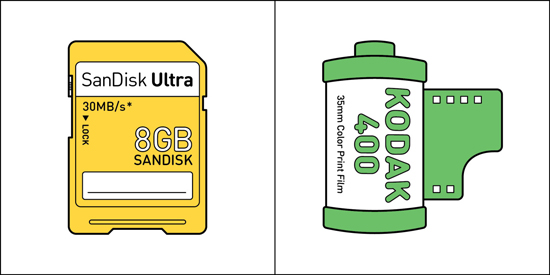 SanDisk Ultra
30MB/s*
LOCK
8GB
SANDISK
KODAK
400
35mm Color Print Film